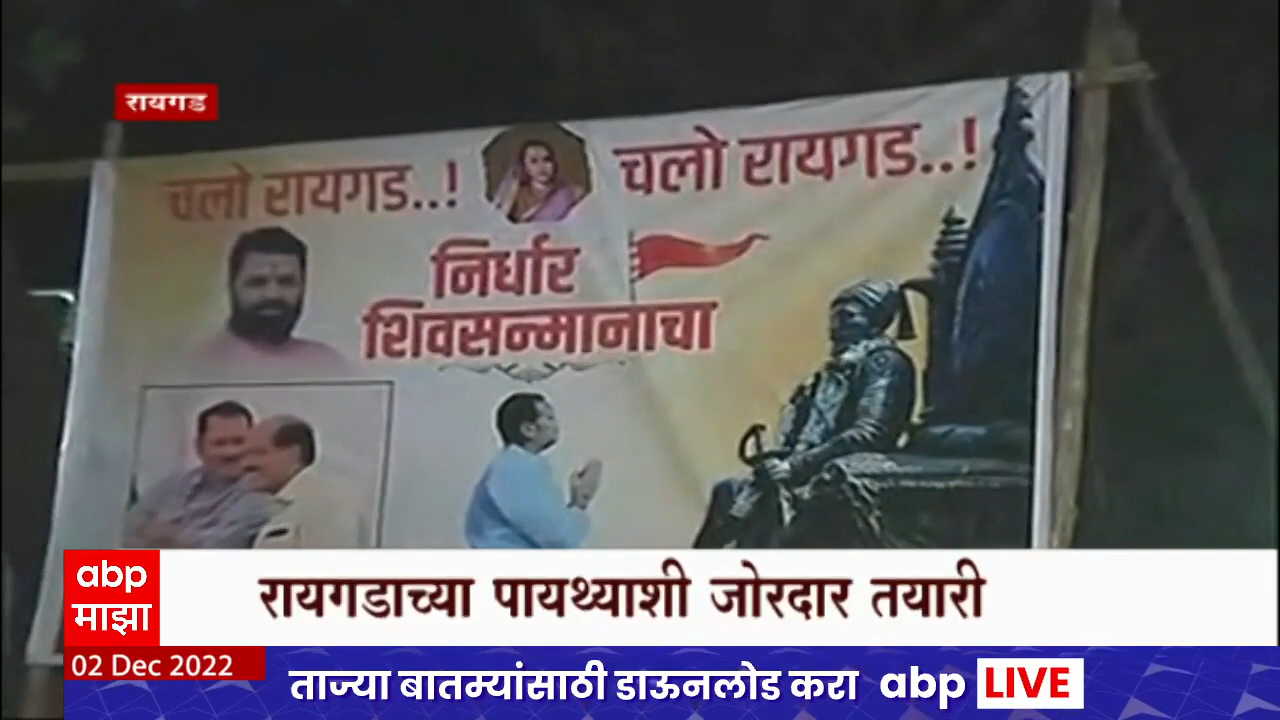 रायगड
चलो रायगड..!
चलो रायगड..!
निर्धार
शिवसन्मानाचा
abp
माझा
रायगडाच्या पायथ्याशी जोरदार तयारी
02 Dec 2022
ताज्या बातम्यांसाठी डाऊनलोड करा abp LIVE